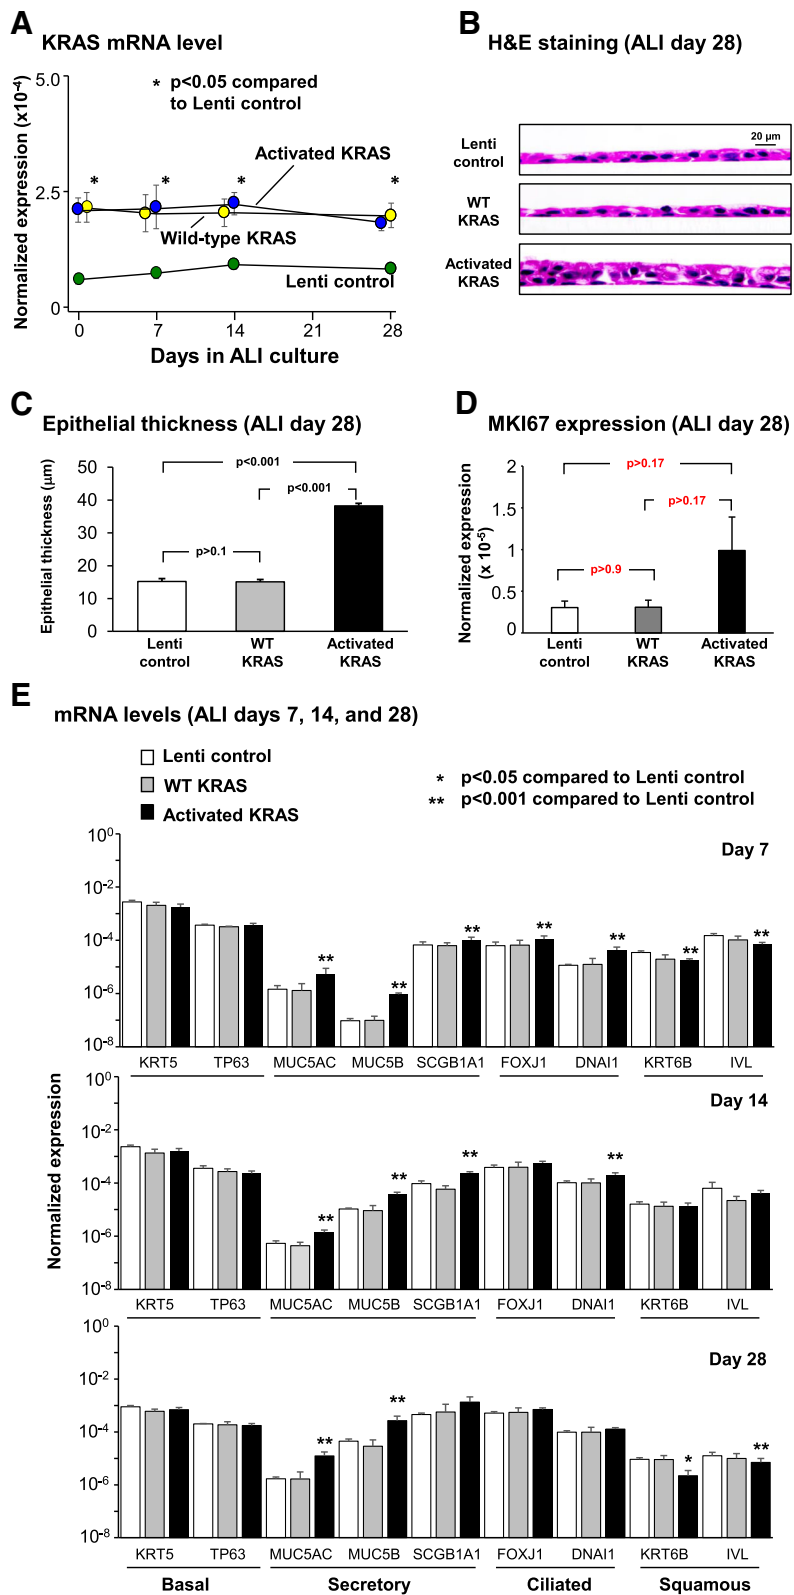 A
KRAS mRNA level
* p<0.05 compared
to Lenti control
Normalized expression (x10-4)
5.0
2.5
0
* * * *
Activated KRAS
Wild-type KRAS
Lenti control
0 7 14 21 28
Days in ALI culture
B
H&E staining (ALI day 28)
20 µm
Lenti
control
WT
KRAS
Activated
KRAS
C
Epithelial thickness (ALI day 28)
Epithelial thickness (µm)
50
40
30
20
10
0
p<0.001
p<0.001
p>0.1
Lenti
control
WT
KRAS
Activated
KRAS
D
MKI67 expression (ALI day 28)
Normalized expression
(x 10-5)
2
1.5
1
0.5
0
p>0.17
p>0.17
p>0.9
Lenti
control
WT
KRAS
Activated
KRAS
E
mRNA levels (ALI days 7, 14, and 28)
Lenti control
WT KRAS
Activated KRAS
* p<0.05 compared to Lenti control
** p<0.001 compared to Lenti control
Normalized expression
Day 7
100
10-2
10-4
10-6
10-8
** ** ** ** ** ** **
KRT5 TP63 MUC5AC MUC5B SCGB1A1 FOXJ1 DNAI1 KRT6B IVL
Day 14
100
10-2
10-4
10-6
10-8
** ** ** **
KRT5 TP63 MUC5AC MUC5B SCGB1A1 FOXJ1 DNAI1 KRT6B IVL
Day 28
100
10-2
10-4
10-6
10-8
** ** * **
KRT5 TP63 MUC5AC MUC5B SCGB1A1 FOXJ1 DNAI1 KRT6B IVL
Basal Secretory Ciliated Squamous